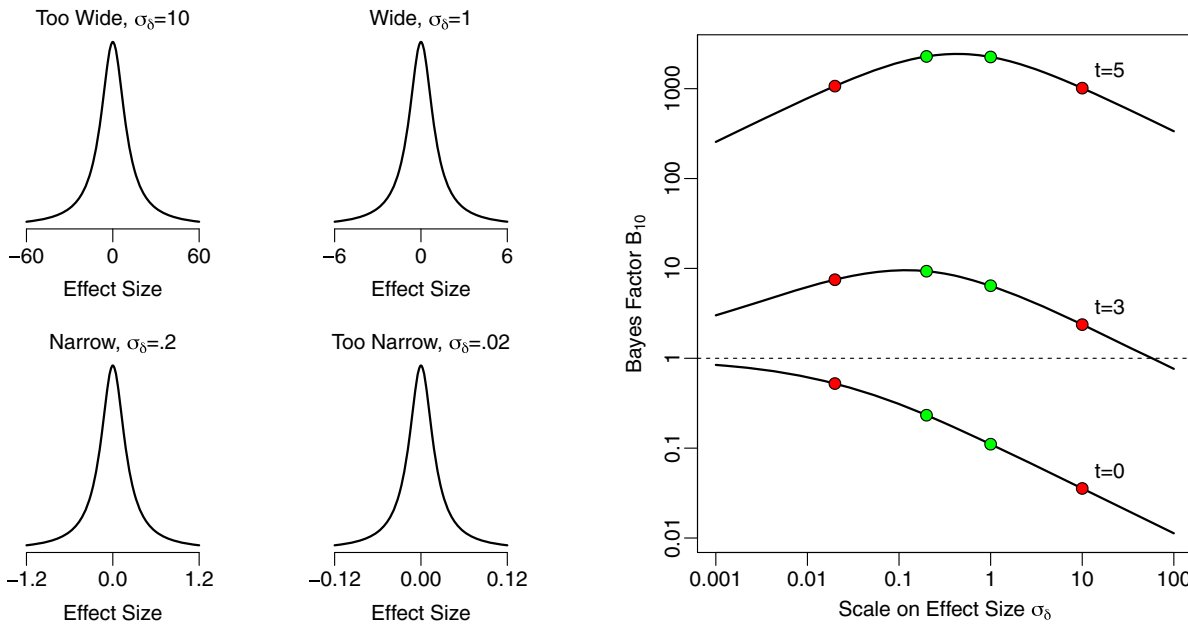 Too Wide, σδ=10
−60 0 60
Effect Size
Wide, σδ=1
−6 0 6
Effect Size
Narrow, σδ=.2
−1.2 0.0 1.2
Effect Size
Too Narrow, σδ=.02
−0.12 0.00 0.12
Effect Size
Bayes Factor B10
1000
100
10
1
0.1
0.01
t=5
t=3
t=0
0.001 0.01 0.1 1 10 100
Scale on Effect Size σδ